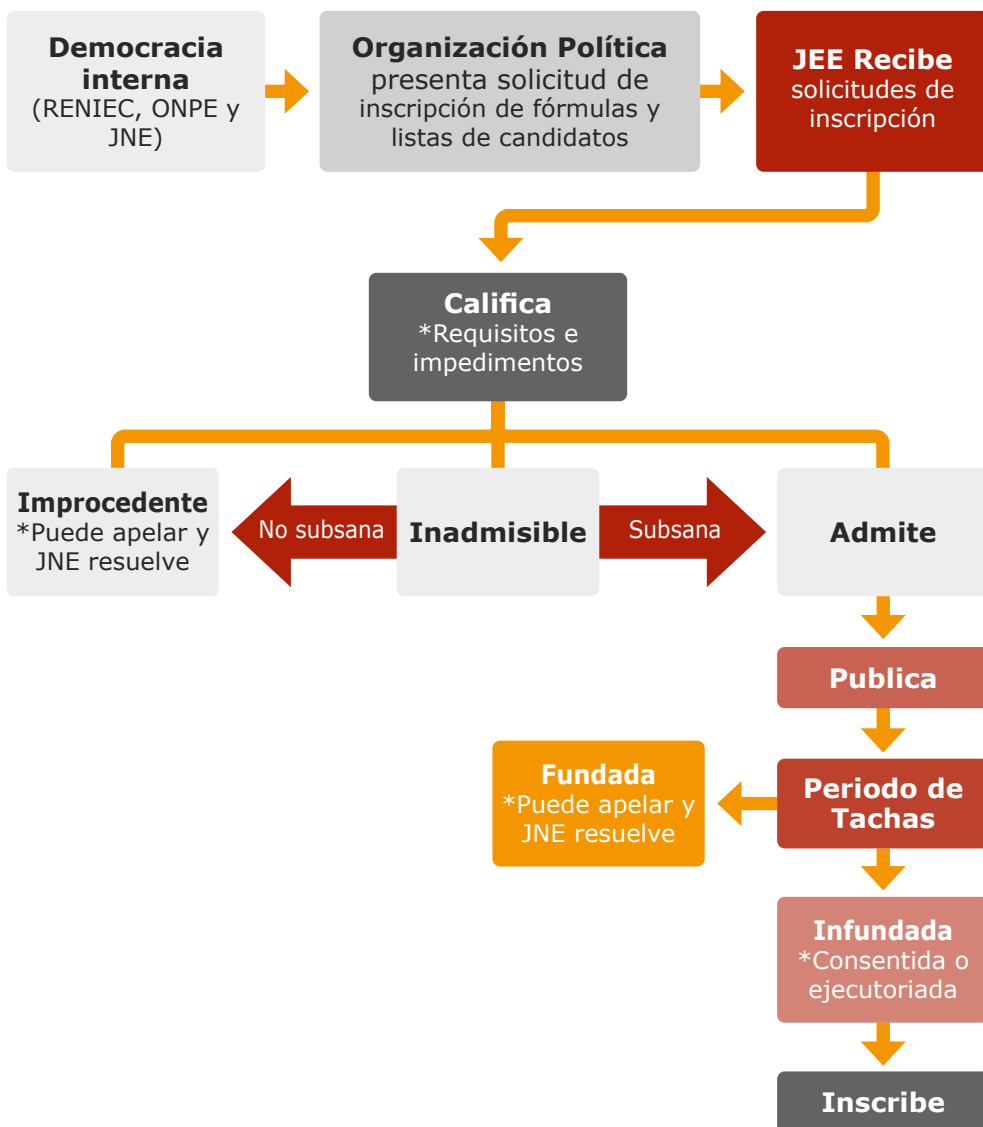 Democracia
interna
(RENIEC, ONPE y
JNE)
Organización Política
presenta solicitud de
inscripción de fórmulas y
listas de candidatos
JEE Recibe
solicitudes de
inscripción
Califica
*Requisitos e
impedimentos
Improcedente
*Puede apelar y
JNE resuelve
No subsana
Inadmisible
Subsana
Admite
Publica
Fundada
*Puede apelar y
JNE resuelve
Periodo de
Tachas
Infundada
*Consentida o
ejecutoriada
Inscribe